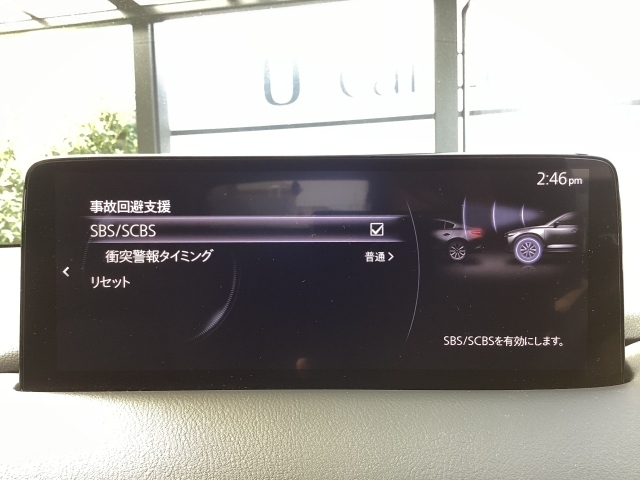 U Car
2:46pm
事故回避支援
SBS/SCBS
衝突警報タイミング 普通
リセット
SBS/SCBSを有効にします。